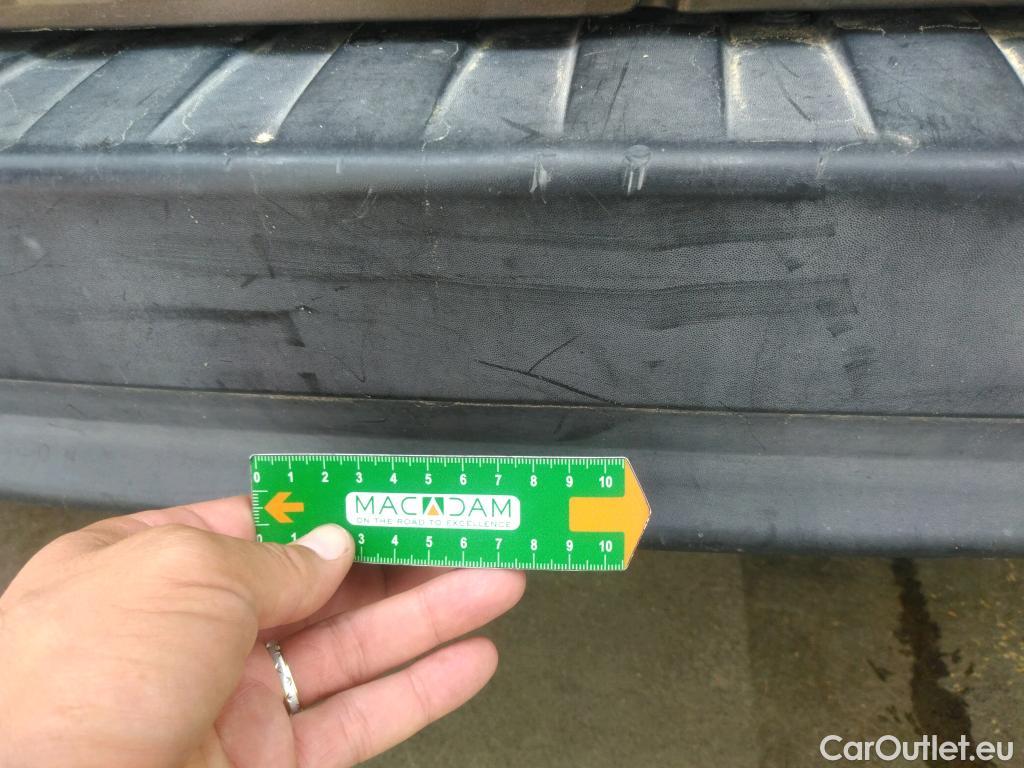 0 1 2 3 4 5 6 7 8 9 10
MACADAM
ON THE ROAD TO EXCELLENCE
0 1 3 4 5 6 7 8 9 10
CarOutlet.eu